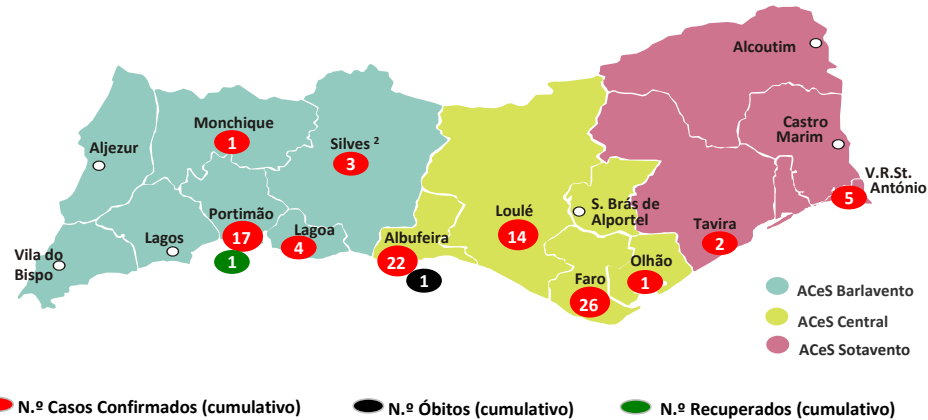 Alcoutim
Monchique
1
Silves ²
3
Castro
Marim
Aljezur
V.R.St.
António
5
Portimão
17
1
Lagoa
4
Lagos
Vila do
Bispo
Albufeira
22
1
Loulé
14
S. Brás de
Alportel
Tavira
2
Faro
26
Olhão
1
ACeS Barlavento
ACeS Central
ACeS Sotavento
N.º Casos Confirmados (cumulativo)
N.º Óbitos (cumulativo)
N.º Recuperados (cumulativo)